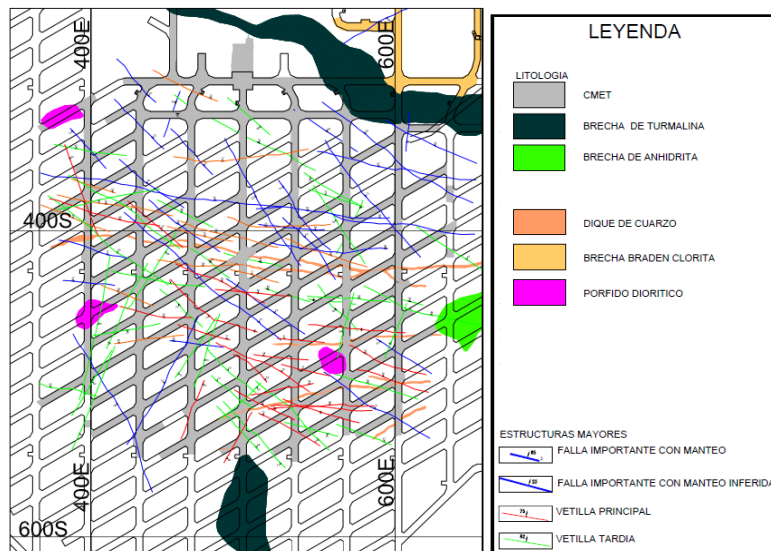 400E
600E
400S
400E
600E
600S
LEYENDA
LITOLOGIA
CMET
BRECHA DE TURMALINA
BRECHA DE ANHIDRITA
DIQUE DE CUARZO
BRECHA BRADEN CLORITA
PORFIDO DIORITICO
ESTRUCTURAS MAYORES
FALLA IMPORTANTE CON MANTEO
FALLA IMPORTANTE CON MANTEO INFERIDA
VETILLA PRINCIPAL
VETILLA TARDIA